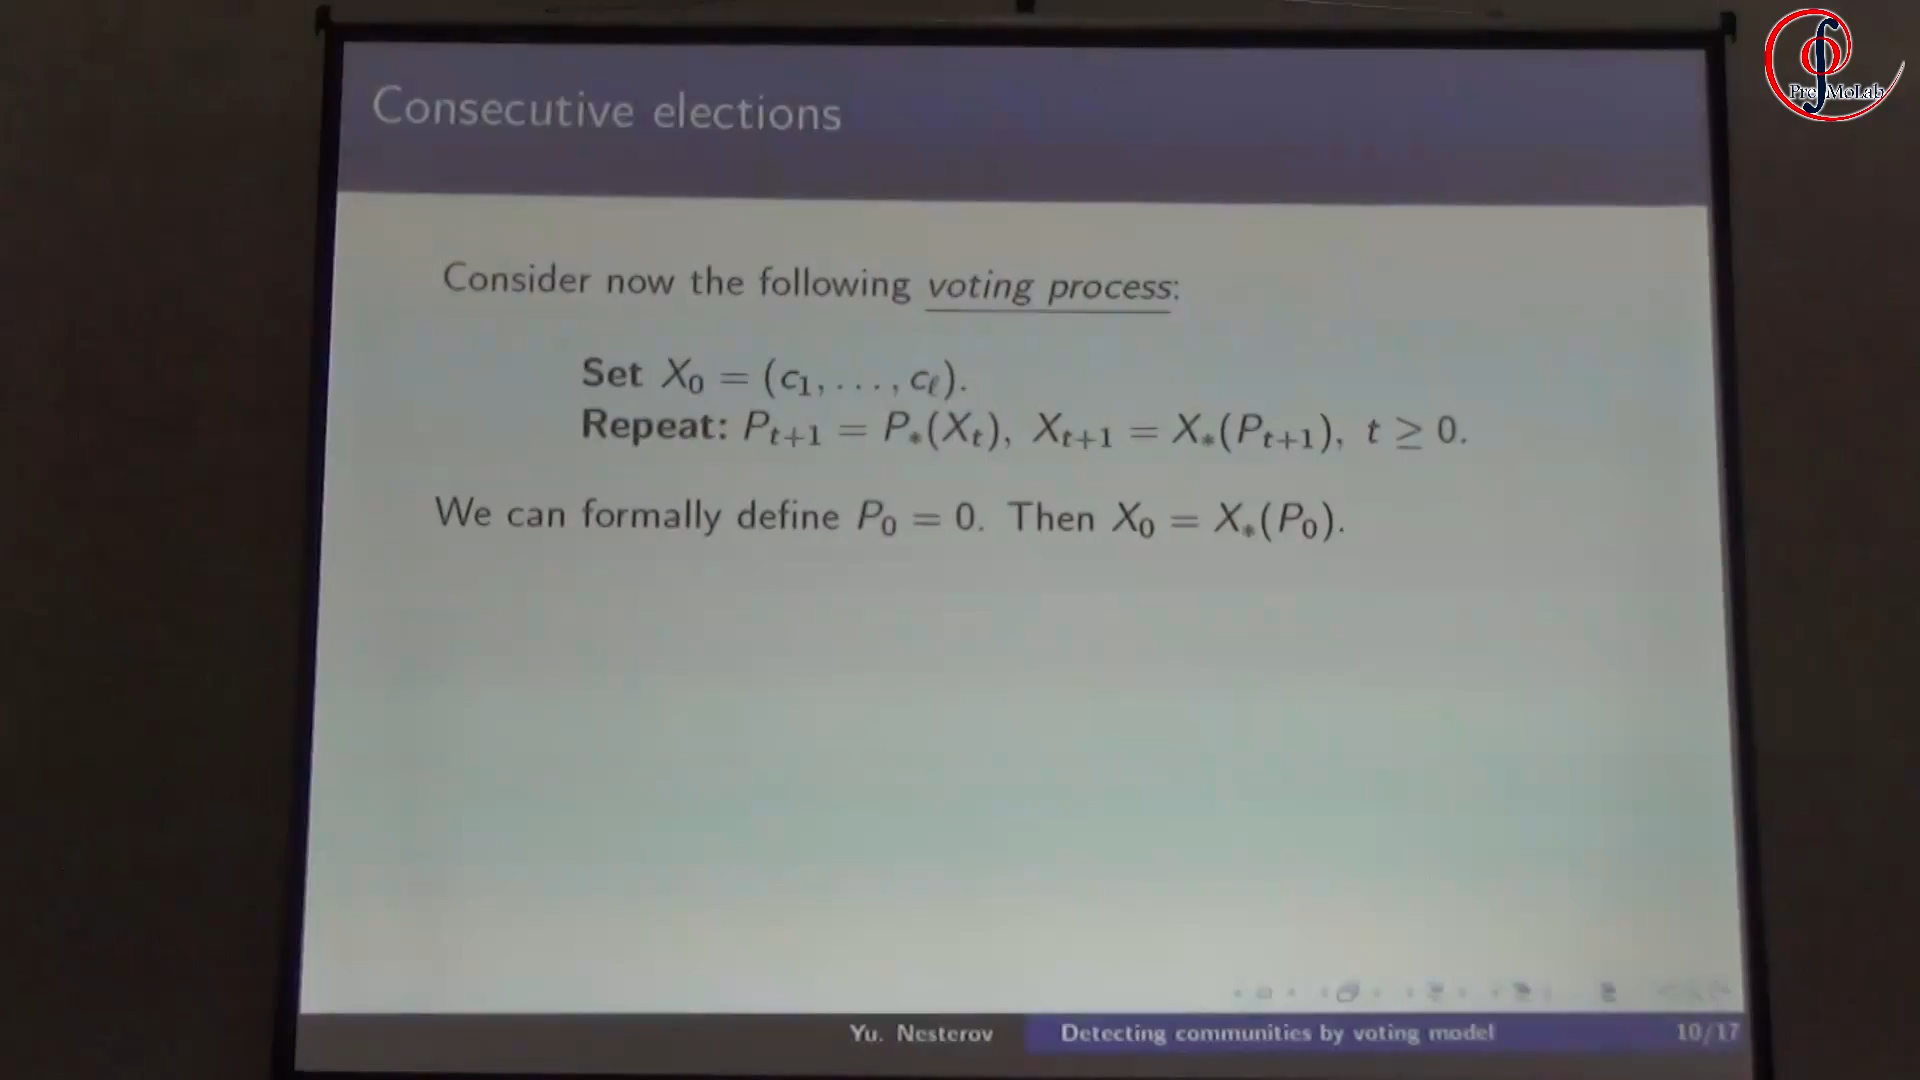 PreMoLab
Consecutive elections
Consider now the following voting process:
Set X₀ = (c₁, . . . , cℓ).
Repeat: Pₜ₊₁ = P∗(Xₜ), Xₜ₊₁ = X∗(Pₜ₊₁), t ≥ 0.
We can formally define P₀ = 0. Then X₀ = X∗(P₀).
Yu. Nesterov Detecting communities by voting model 10/17